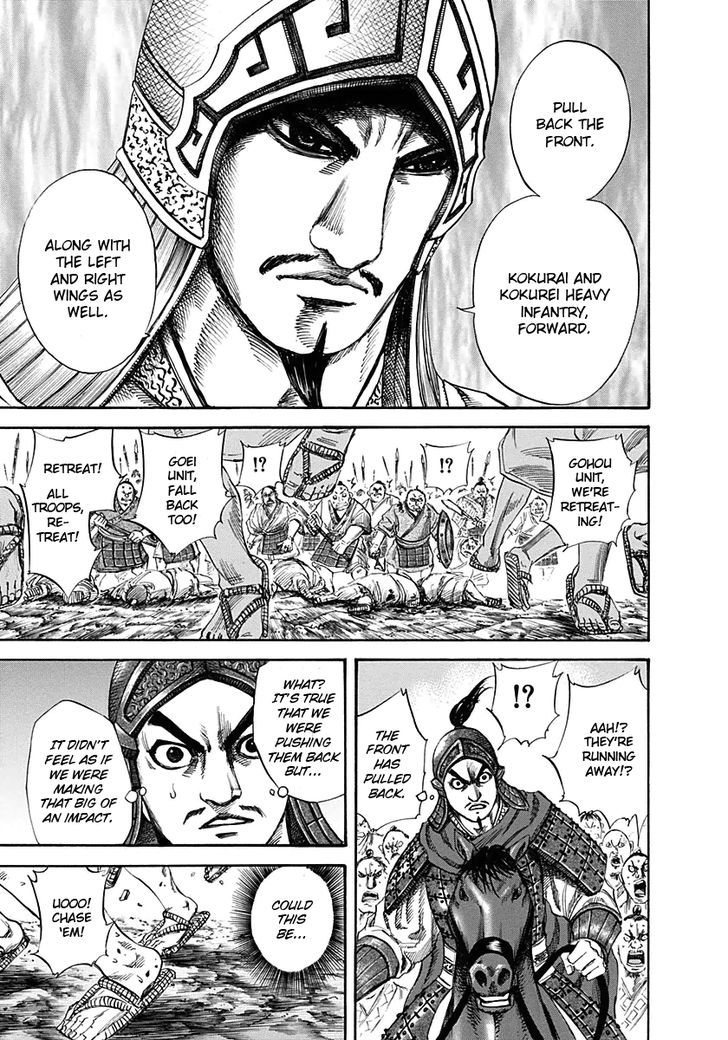 PULL
BACK THE
FRONT.
KOKURAI AND
KOKUREI HEAVY
INFANTRY,
FORWARD.
ALONG WITH
THE LEFT
AND RIGHT
WINGS AS
WELL.
GOHOU
UNIT,
WE'RE
RETREAT-
ING!
!?
!?
GOEI
UNIT,
FALL
BACK
TOO!
RETREAT!
ALL
TROOPS,
RE-
TREAT!
AAH!?
THEY'RE
RUNNING
AWAY!?
!?
THE
FRONT
HAS
PULLED
BACK.
WHAT?
IT'S TRUE
THAT WE
WERE
PUSHING
THEM BACK
BUT...
IT DIDN'T
FEEL AS IF
WE WERE
MAKING
THAT BIG OF
AN IMPACT.
COULD
THIS
BE...
UOOO!
CHASE
'EM!